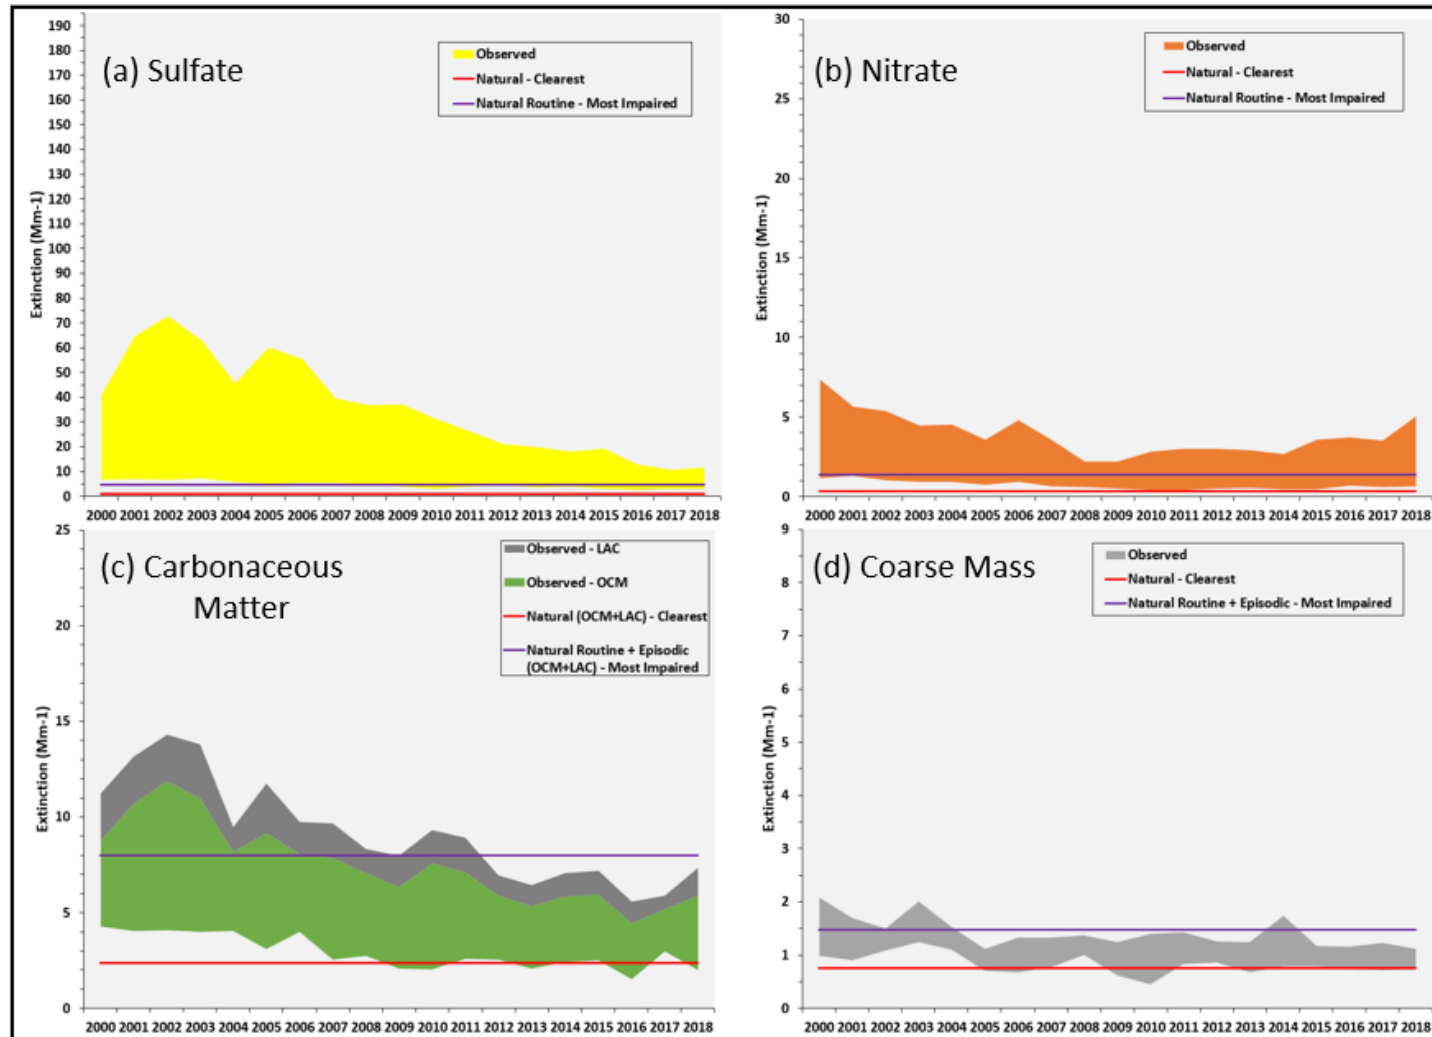 (a) Sulfate
Observed
Natural - Clearest
Natural Routine - Most Impaired
Extinction (Mm-1)
190
180
170
160
150
140
130
120
110
100
90
80
70
60
50
40
30
20
10
0
2000 2001 2002 2003 2004 2005 2006 2007 2008 2009 2010 2011 2012 2013 2014 2015 2016 2017 2018
(b) Nitrate
Observed
Natural - Clearest
Natural Routine - Most Impaired
Extinction (Mm-1)
30
25
20
15
10
5
0
2000 2001 2002 2003 2004 2005 2006 2007 2008 2009 2010 2011 2012 2013 2014 2015 2016 2017 2018
(c) Carbonaceous
Matter
Observed - LAC
Observed - OCM
Natural (OCM+LAC) - Clearest
Natural Routine + Episodic
(OCM+LAC) - Most Impaired
Extinction (Mm-1)
25
20
15
10
5
0
2000 2001 2002 2003 2004 2005 2006 2007 2008 2009 2010 2011 2012 2013 2014 2015 2016 2017 2018
(d) Coarse Mass
Observed
Natural - Clearest
Natural Routine + Episodic - Most Impaired
Extinction (Mm-1)
9
8
7
6
5
4
3
2
1
0
2000 2001 2002 2003 2004 2005 2006 2007 2008 2009 2010 2011 2012 2013 2014 2015 2016 2017 2018